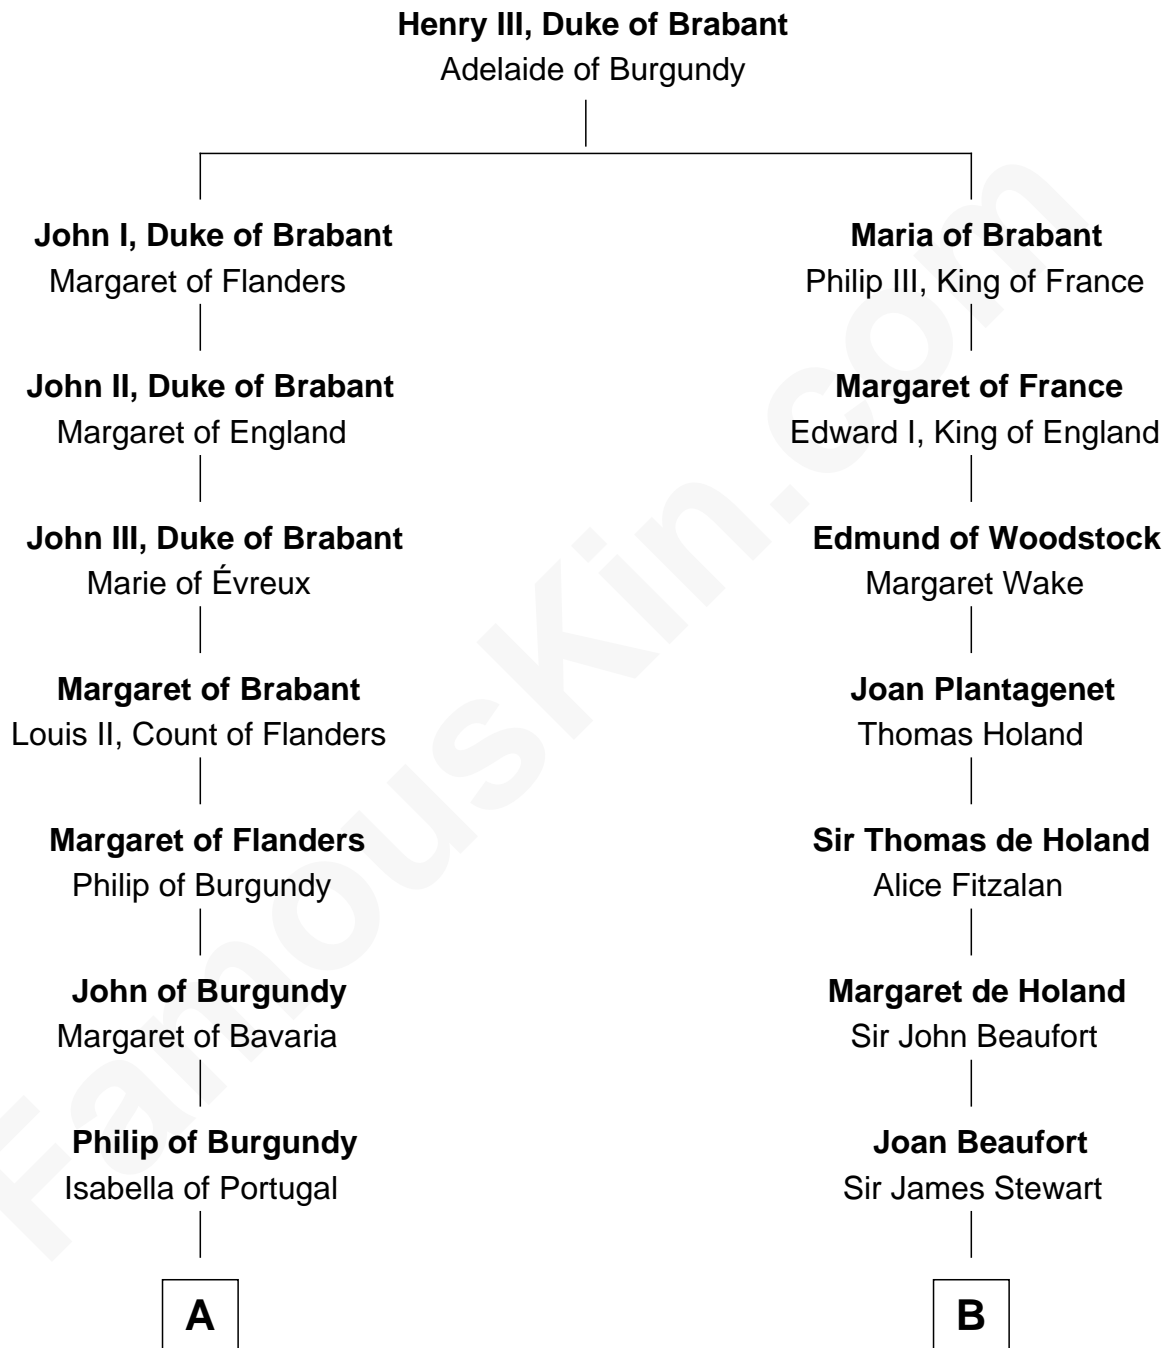 Henry III, Duke of Brabant
Adelaide of Burgundy
John I, Duke of Brabant
Margaret of Flanders
John II, Duke of Brabant
Margaret of England
John III, Duke of Brabant
Marie of Évreux
Margaret of Brabant
Louis II, Count of Flanders
Margaret of Flanders
Philip of Burgundy
John of Burgundy
Margaret of Bavaria
Philip of Burgundy
Isabella of Portugal
A
Maria of Brabant
Philip III, King of France
Margaret of France
Edward I, King of England
Edmund of Woodstock
Margaret Wake
Joan Plantagenet
Thomas Holand
Sir Thomas de Holand
Alice Fitzalan
Margaret de Holand
Sir John Beaufort
Joan Beaufort
Sir James Stewart
B
FamousKin.com